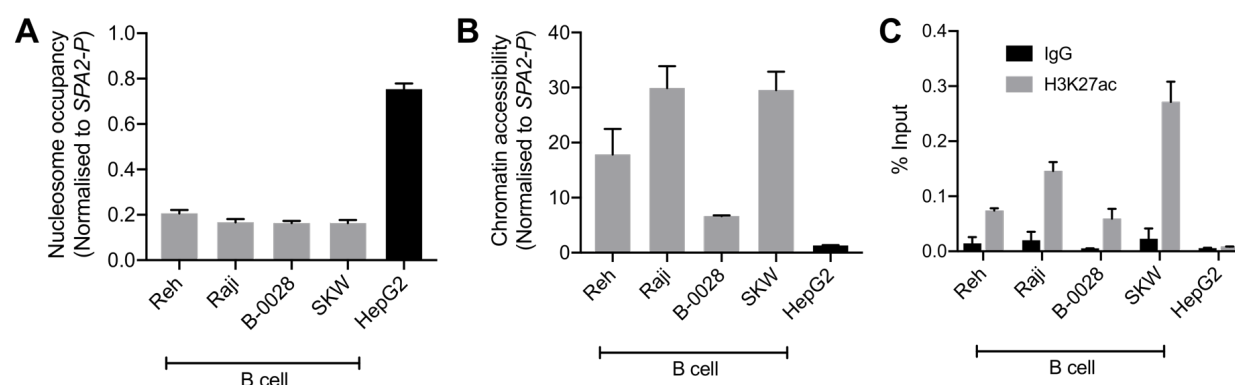 A
Nucleosome occupancy
(Normalised to SPA2-P)
1.0
0.8
0.6
0.4
0.2
0.0
Reh
Raji
B-0028
SKW
HepG2
B cell
B
Chromatin accessibility
(Normalised to SPA2-P)
40
30
20
10
0
Reh
Raji
B-0028
SKW
HepG2
B cell
C
% Input
0.4
0.3
0.2
0.1
0.0
IgG
H3K27ac
Reh
Raji
B-0028
SKW
HepG2
B cell